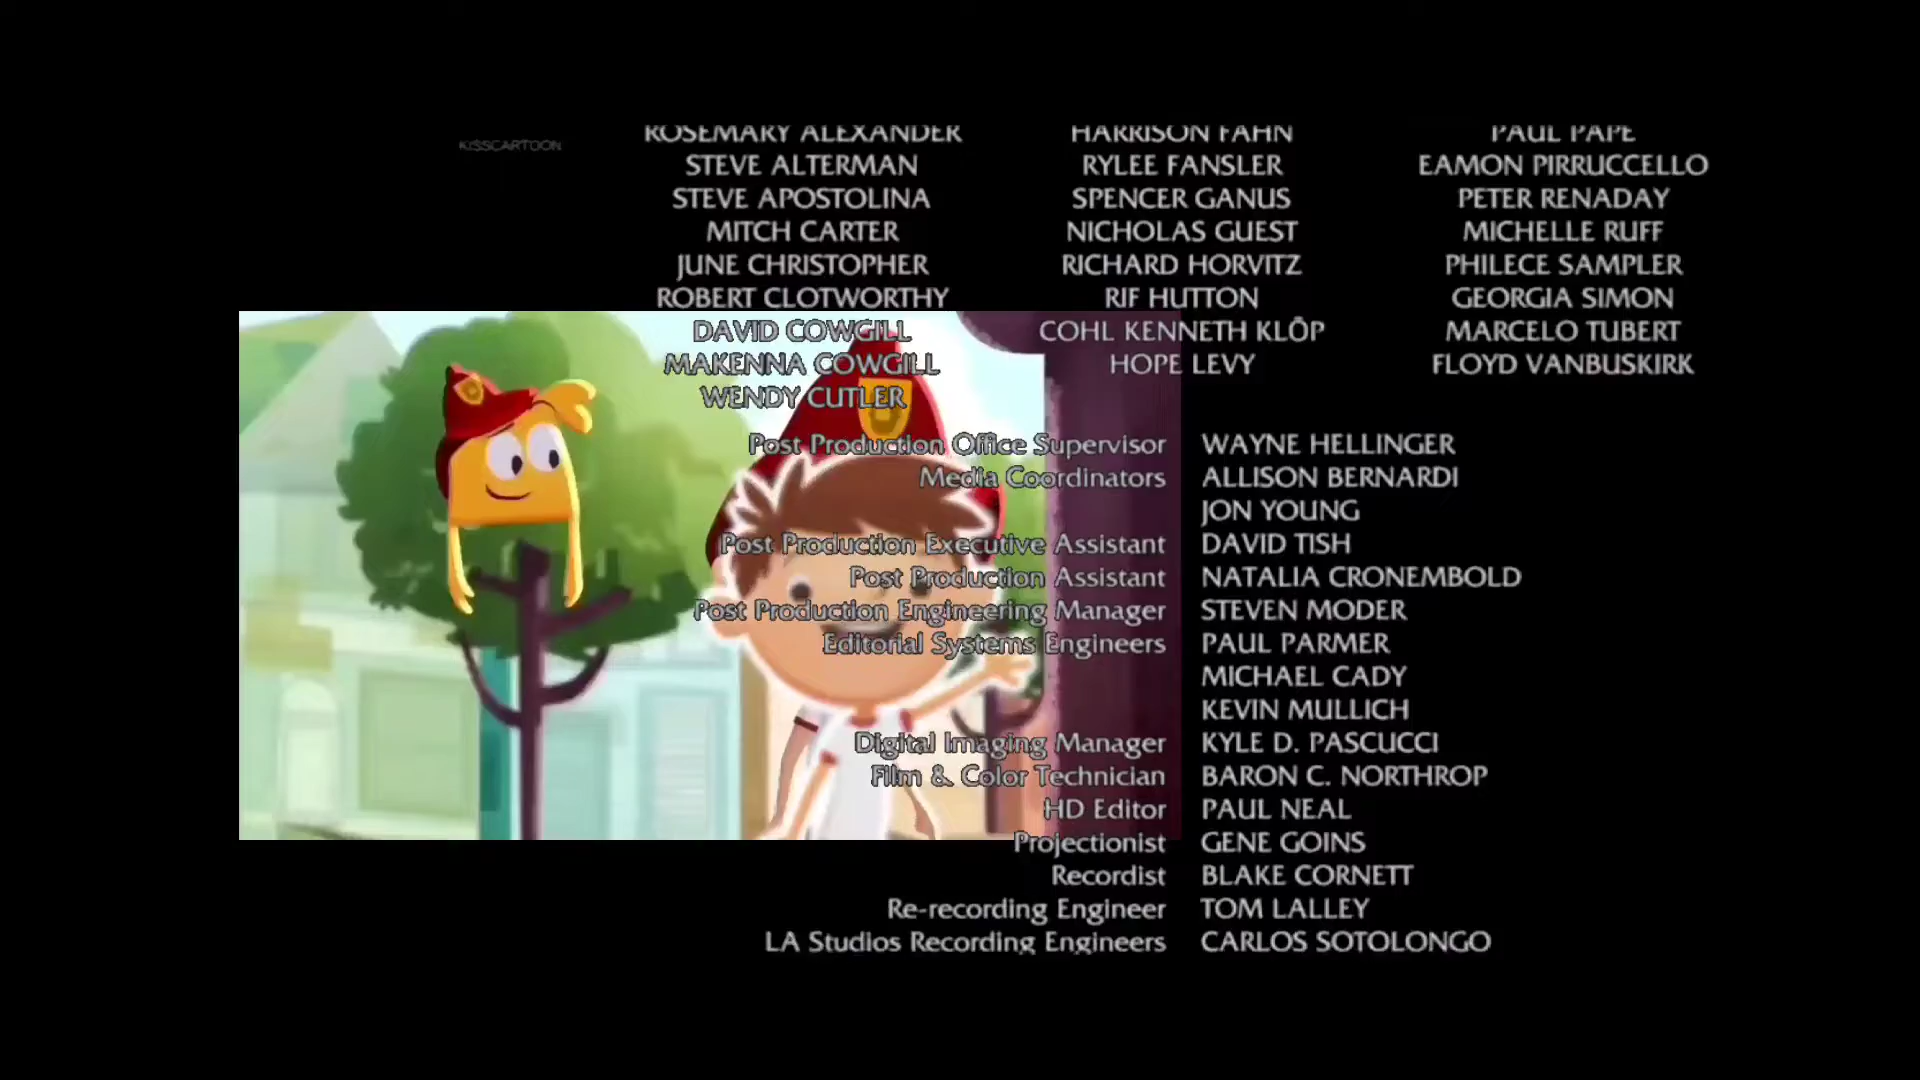 KISSCARTOON
ROSEMARY ALEXANDER HARRISON FAHN PAUL PAPE
STEVE ALTERMAN RYLEE FANSLER EAMON PIRRUCCELLO
STEVE APOSTOLINA SPENCER GANUS PETER RENADAY
MITCH CARTER NICHOLAS GUEST MICHELLE RUFF
JUNE CHRISTOPHER RICHARD HORVITZ PHILECE SAMPLER
ROBERT CLOTWORTHY RIF HUTTON GEORGIA SIMON
DAVID COWGILL COHL KENNETH KLÔP MARCELO TUBERT
MAKENNA COWGILL HOPE LEVY FLOYD VANBUSKIRK
WENDY CUTLER
Post Production Office Supervisor WAYNE HELLINGER
Media Coordinators ALLISON BERNARDI
JON YOUNG
Post Production Executive Assistant DAVID TISH
Post Production Assistant NATALIA CRONEMBOLD
Post Production Engineering Manager STEVEN MODER
Editorial Systems Engineers PAUL PARMER
MICHAEL CADY
KEVIN MULLICH
Digital Imaging Manager KYLE D. PASCUCCI
Film & Color Technician BARON C. NORTHROP
HD Editor PAUL NEAL
Projectionist GENE GOINS
Recordist BLAKE CORNETT
Re-recording Engineer TOM LALLEY
LA Studios Recording Engineers CARLOS SOTOLONGO